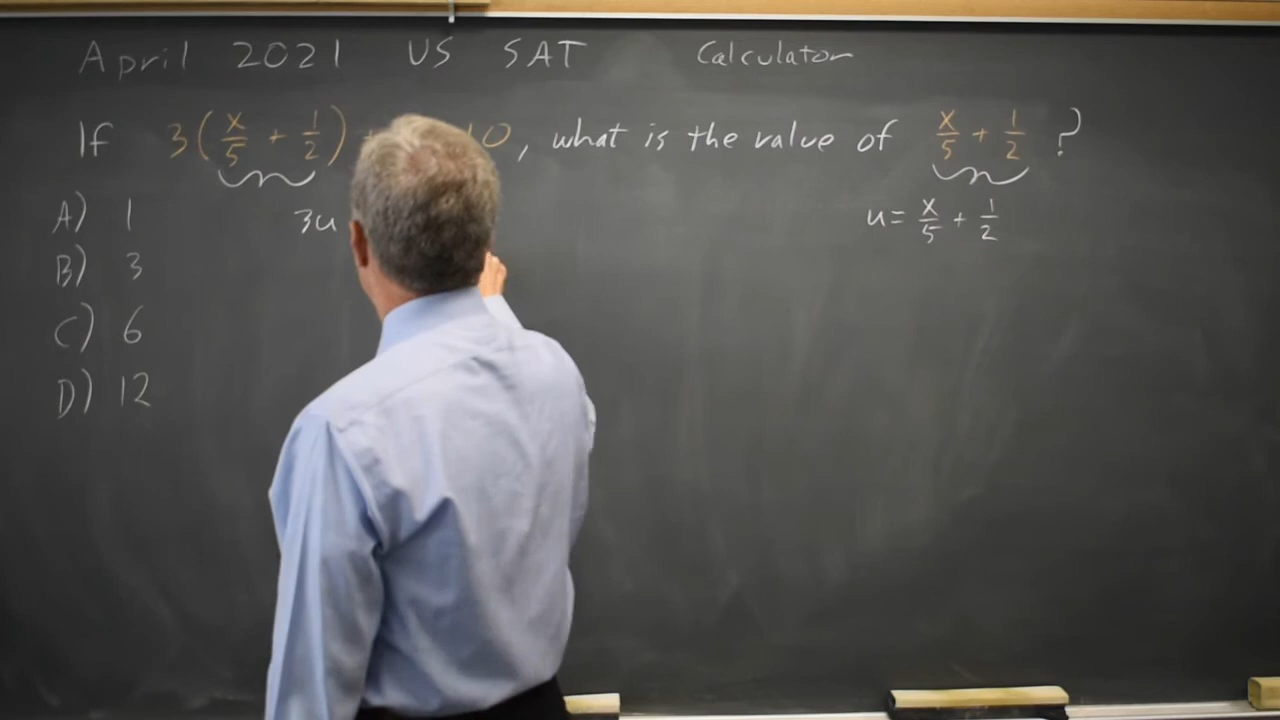 April 2021 US SAT Calculator
If 3(x/5 + 1/2) 10, what is the value of x/5 + 1/2 ?
A) 1 3u u = x/5 + 1/2
B) 3
C) 6
D) 12